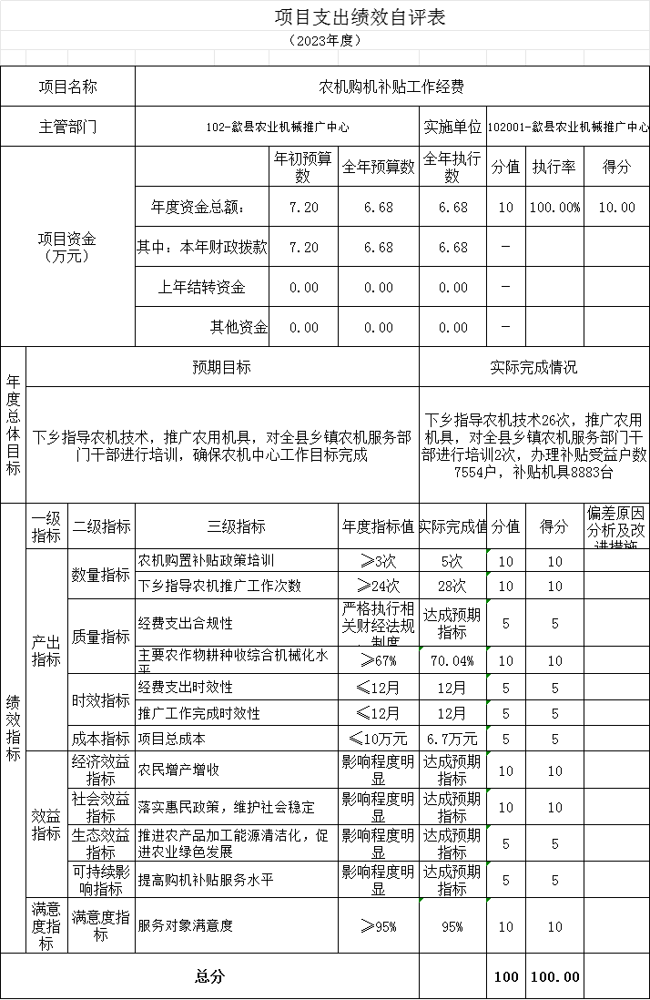 项目支出绩效自评表
（2023年度）
项目名称 农机购机补贴工作经费
主管部门 102-歙县农业机械推广中心 实施单位 102001-歙县农业机械推广中心
项目资金
（万元）
年初预算数 全年预算数 全年执行数 分值 执行率 得分
年度资金总额： 7.20 6.68 6.68 10 100.00% 10.00
其中：本年财政拨款 7.20 6.68 6.68 —
上年结转资金 0.00 0.00 0.00 —
其他资金 0.00 0.00 0.00 —
年度总体目标
预期目标 实际完成情况
下乡指导农机技术，推广农用机具，对全县乡镇农机服务部
门干部进行培训，确保农机中心工作目标完成
下乡指导农机技术26次，推广农用
机具，对全县乡镇农机服务部门干
部进行培训2次，办理补贴受益户数
7554户，补贴机具8883台
绩效指标
一级指标 二级指标 三级指标 年度指标值 实际完成值 分值 得分 偏差原因分析及改进措施
产出指标
数量指标 农机购置补贴政策培训 ≥3次 5次 10 10
下乡指导农机推广工作次数 ≥24次 28次 10 10
质量指标 经费支出合规性 严格执行相关财经法规、制度 达成预期指标 5 5
主要农作物耕种收综合机械化水平 ≥67% 70.04% 10 10
时效指标 经费支出时效性 ≤12月 12月 5 5
推广工作完成时效性 ≤12月 12月 5 5
成本指标 项目总成本 ≤10万元 6.7万元 5 5
效益指标
经济效益指标 农民增产增收 影响程度明显 达成预期指标 10 10
社会效益指标 落实惠民政策，维护社会稳定 影响程度明显 达成预期指标 10 10
生态效益指标 推进农产品加工能源清洁化，促进农业绿色发展 影响程度明显 达成预期指标 5 5
可持续影响指标 提高购机补贴服务水平 影响程度明显 达成预期指标 5 5
满意度指标 满意度指标 服务对象满意度 ≥95% 95% 10 10
总分 100 100.00